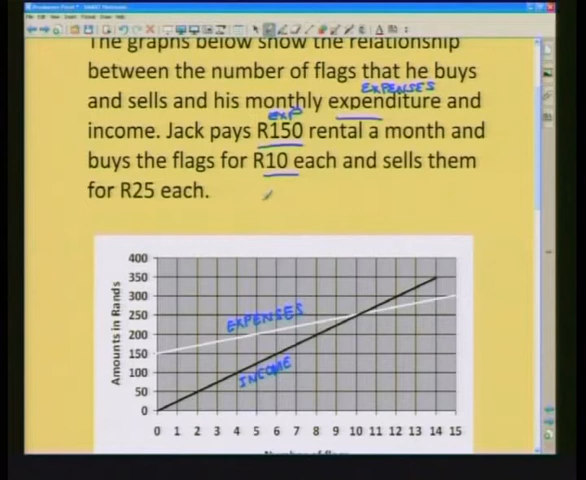 The graphs below show the relationship
between the number of flags that he buys
EXPENSES
and sells and his monthly expenditure and
EXP
income. Jack pays R150 rental a month and
buys the flags for R10 each and sells them
for R25 each.
400
350
300
250
200
150
100
50
0
Amounts in Rands
EXPENSES
INCOME
0 1 2 3 4 5 6 7 8 9 10 11 12 13 14 15
Number of flags